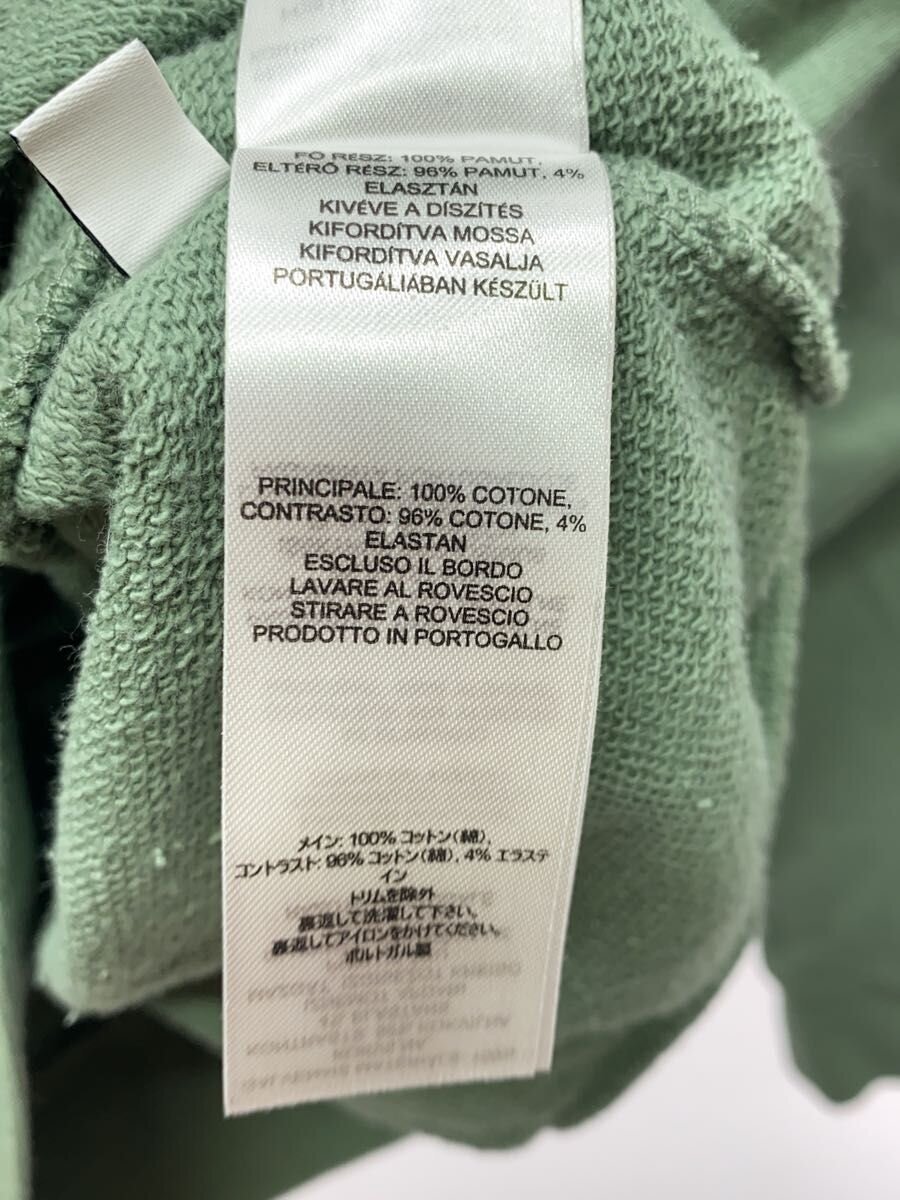 FŐ RÉSZ: 100% PAMUT,
ELTÉRŐ RÉSZ: 96% PAMUT, 4%
ELASZTÁN
KIVÉVE A DÍSZÍTÉS
KIFORDÍTVA MOSSA
KIFORDÍTVA VASALJA
PORTUGÁLIÁBAN KÉSZÜLT
PRINCIPALE: 100% COTONE,
CONTRASTO: 96% COTONE, 4%
ELASTAN
ESCLUSO IL BORDO
LAVARE AL ROVESCIO
STIRARE A ROVESCIO
PRODOTTO IN PORTOGALLO
メイン: 100% コットン(綿),
コントラスト: 96% コットン(綿), 4% エラステ
イン
トリムを除外
裏返して洗濯して下さい。
裏返してアイロンをかけてください。
ポルトガル製